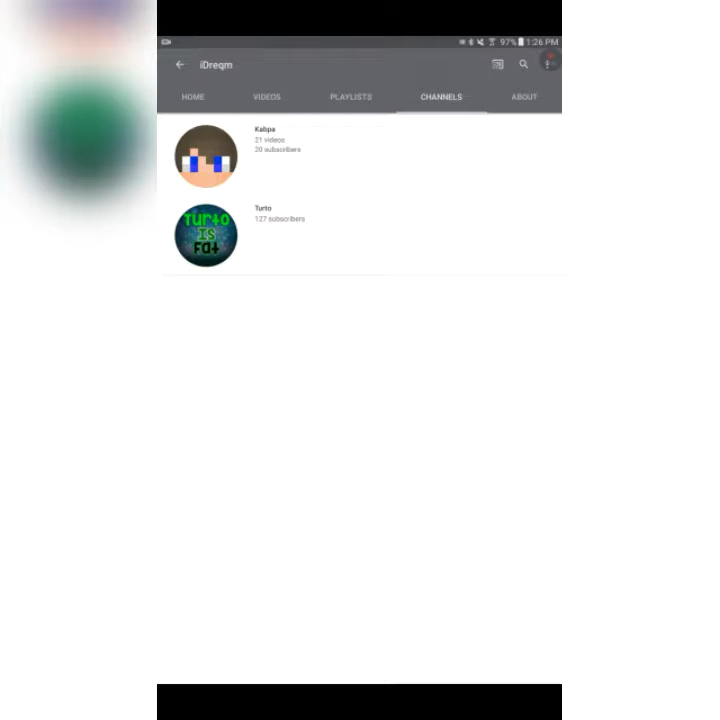 97% 1:26 PM
iDreqm
HOME VIDEOS PLAYLISTS CHANNELS ABOUT
Kabpa
21 videos
20 subscribers
Turto
127 subscribers
Turto
Is
Fat